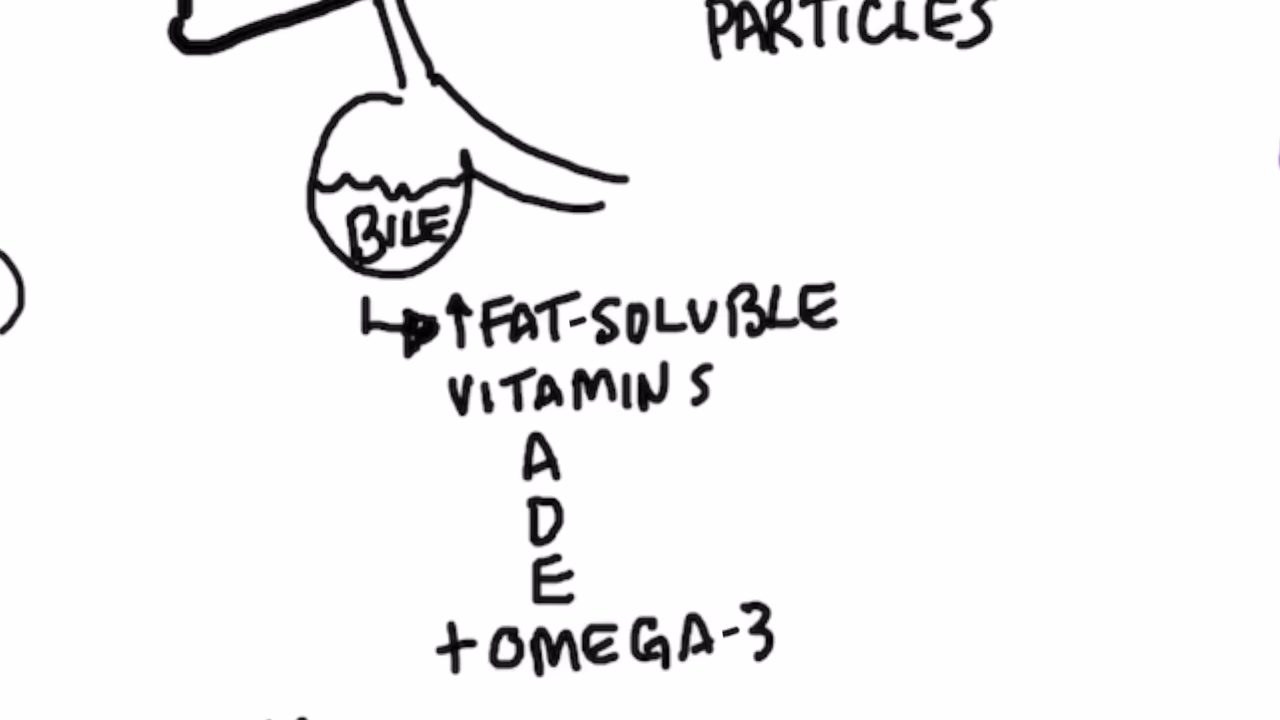 PARTICLES
BILE
↑FAT-SOLUBLE
VITAMINS
A
D
E
+OMEGA-3